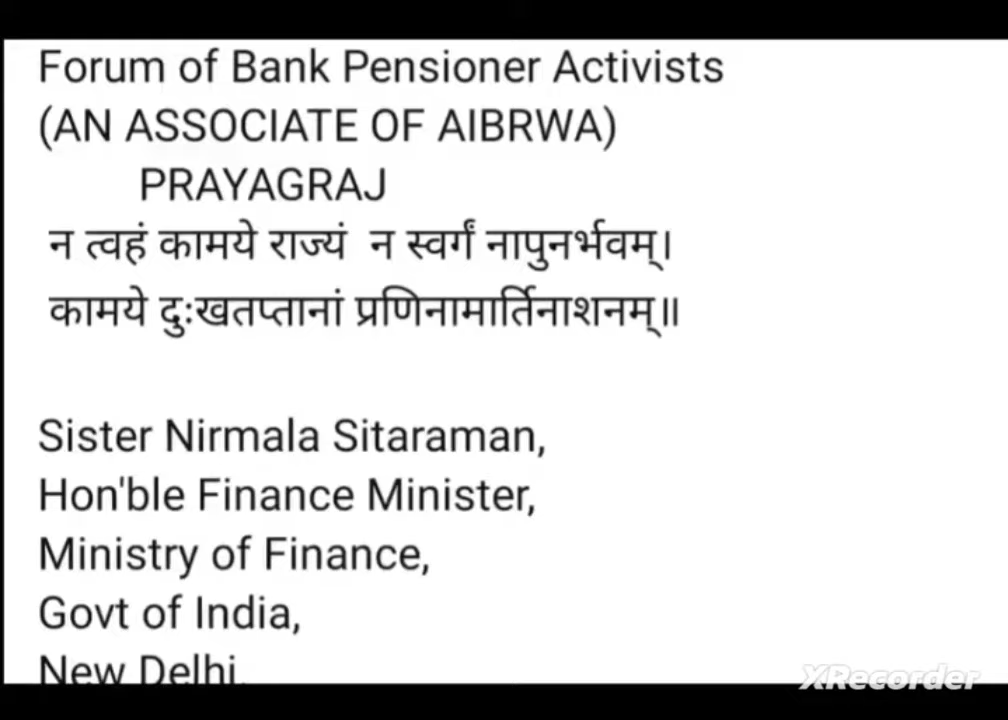 Forum of Bank Pensioner Activists
(AN ASSOCIATE OF AIBRWA)
PRAYAGRAJ
न त्वहं कामये राज्यं न स्वर्गं नापुनर्भवम्।
कामये दुःखतप्तानां प्रणिनामार्तिनाशनम्॥
Sister Nirmala Sitaraman,
Hon'ble Finance Minister,
Ministry of Finance,
Govt of India,
New Delhi.
XRecorder